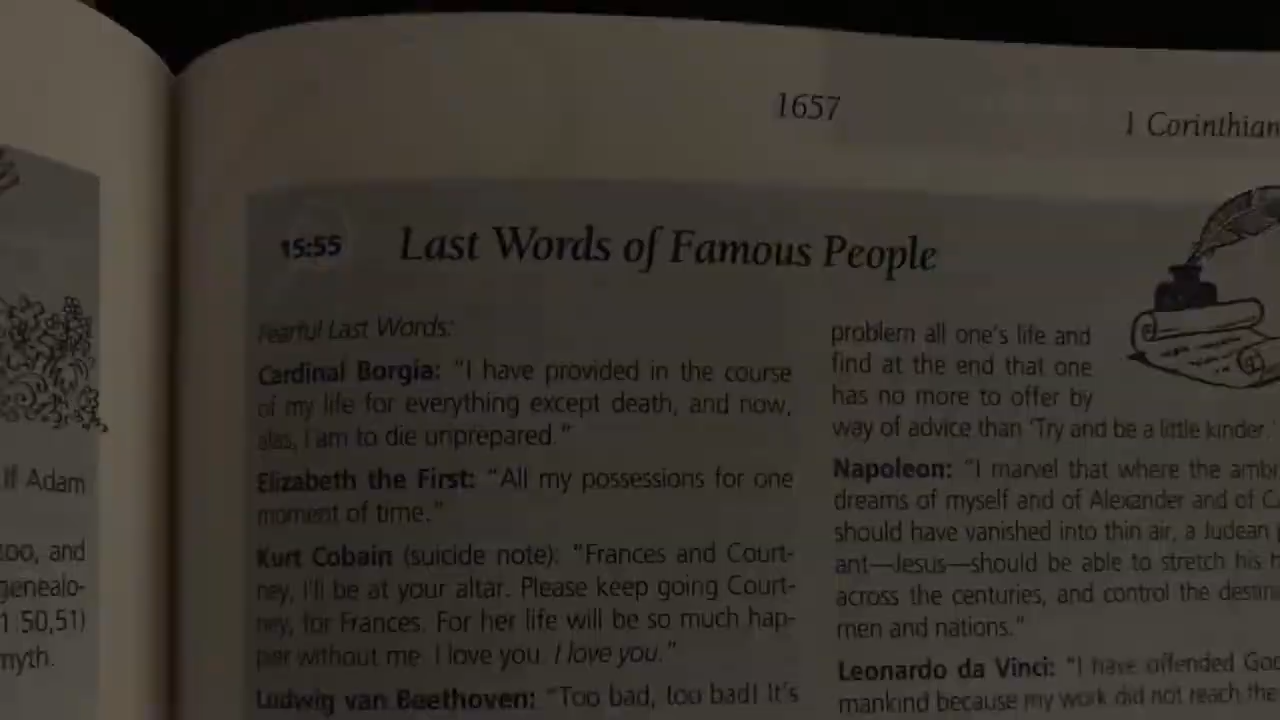 1657
1 Corinthian
15:55 Last Words of Famous People
If Adam
too, and
genealo-
1:50,51)
myth.
Fearful Last Words:
Cardinal Borgia: "I have provided in the course
of my life for everything except death, and now,
alas, I am to die unprepared."
Elizabeth the First: "All my possessions for one
moment of time."
Kurt Cobain (suicide note): "Frances and Court-
ney, I'll be at your altar. Please keep going Court-
ney, for Frances. For her life will be so much hap-
pier without me. I love you. I love you."
Ludwig van Beethoven: "Too bad, too bad! It's
problem all one's life and
find at the end that one
has no more to offer by
way of advice than 'Try and be a little kinder.'
Napoleon: "I marvel that where the ambi
dreams of myself and of Alexander and of C
should have vanished into thin air, a Judean
ant—Jesus—should be able to stretch his h
across the centuries, and control the destin
men and nations."
Leonardo da Vinci: "I have offended God
mankind because my work did not reach the